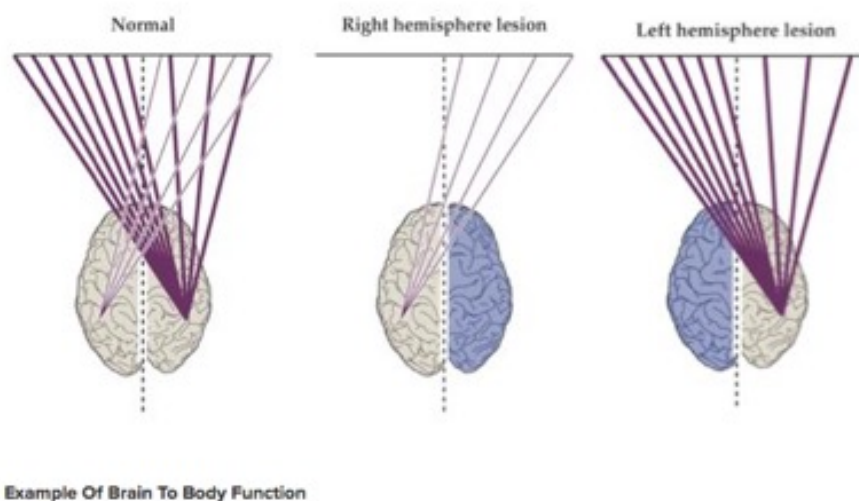 Normal
Right hemisphere lesion
Left hemisphere lesion
Example Of Brain To Body Function